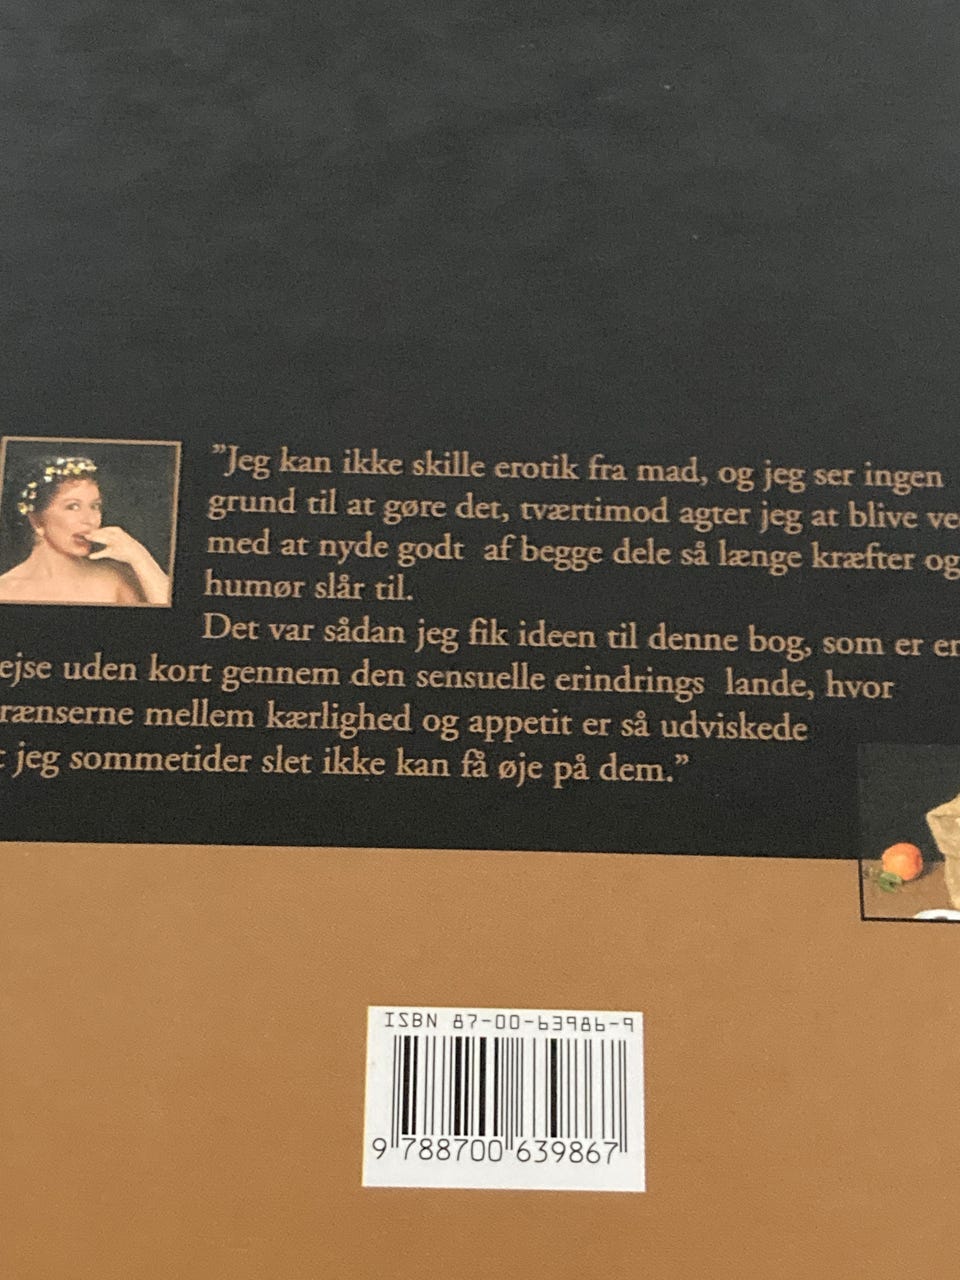 ”Jeg kan ikke skille erotik fra mad, og jeg ser ingen
grund til at gøre det, tværtimod agter jeg at blive ve
med at nyde godt af begge dele så længe kræfter og
humør slår til.
Det var sådan jeg fik ideen til denne bog, som er er
ejse uden kort gennem den sensuelle erindrings lande, hvor
rænserne mellem kærlighed og appetit er så udviskede
t jeg sommetider slet ikke kan få øje på dem.”
ISBN 87-00-63986-9
9 788700 639867